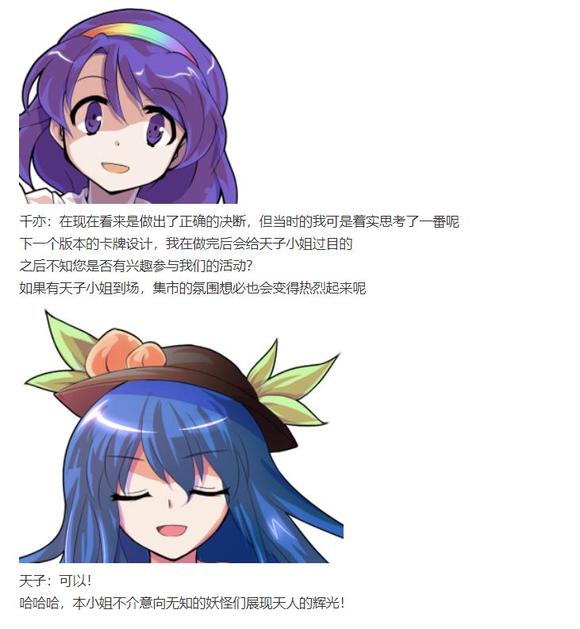 千亦：在现在看来是做出了正确的决断，但当时的我可是着实思考了一番呢
下一个版本的卡牌设计，我在做完后会给天子小姐过目的
之后不知您是否有兴趣参与我们的活动？
如果有天子小姐到场，集市的氛围想必也会变得热烈起来呢
天子：可以！
哈哈哈，本小姐不介意向无知的妖怪们展现天人的辉光！